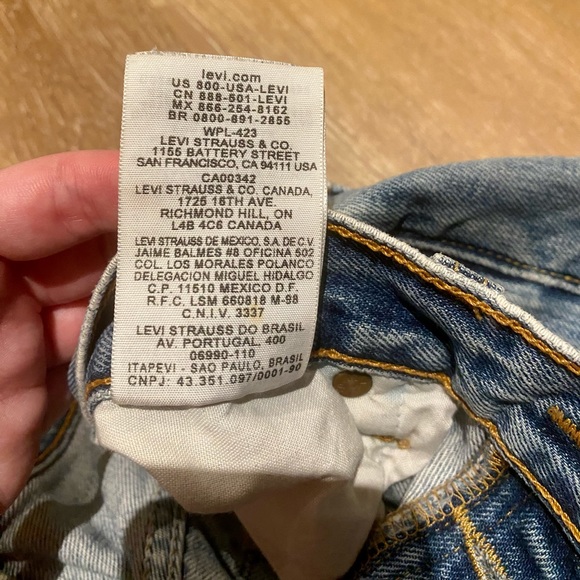 levi.com
US 800-USA-LEVI
CN 888-501-LEVI
MX 866-254-8162
BR 0800-891-2855
WPL-423
LEVI STRAUSS & CO.
1155 BATTERY STREET
SAN FRANCISCO, CA 94111 USA
CA00342
LEVI STRAUSS & CO. CANADA,
1725 16TH AVE.
RICHMOND HILL, ON
L4B 4C6 CANADA
LEVI STRAUSS DE MEXICO, S.A. DE C.V.
JAIME BALMES #8 OFICINA 502
COL. LOS MORALES POLANCO
DELEGACION MIGUEL HIDALGO
C.P. 11510 MEXICO D.F.
R.F.C. LSM 660818 M-98
C.N.I.V. 3337
LEVI STRAUSS DO BRASIL
AV. PORTUGAL. 400
06990-110
ITAPEVI - SAO PAULO, BRASIL
CNPJ: 43.351.097/0001-90